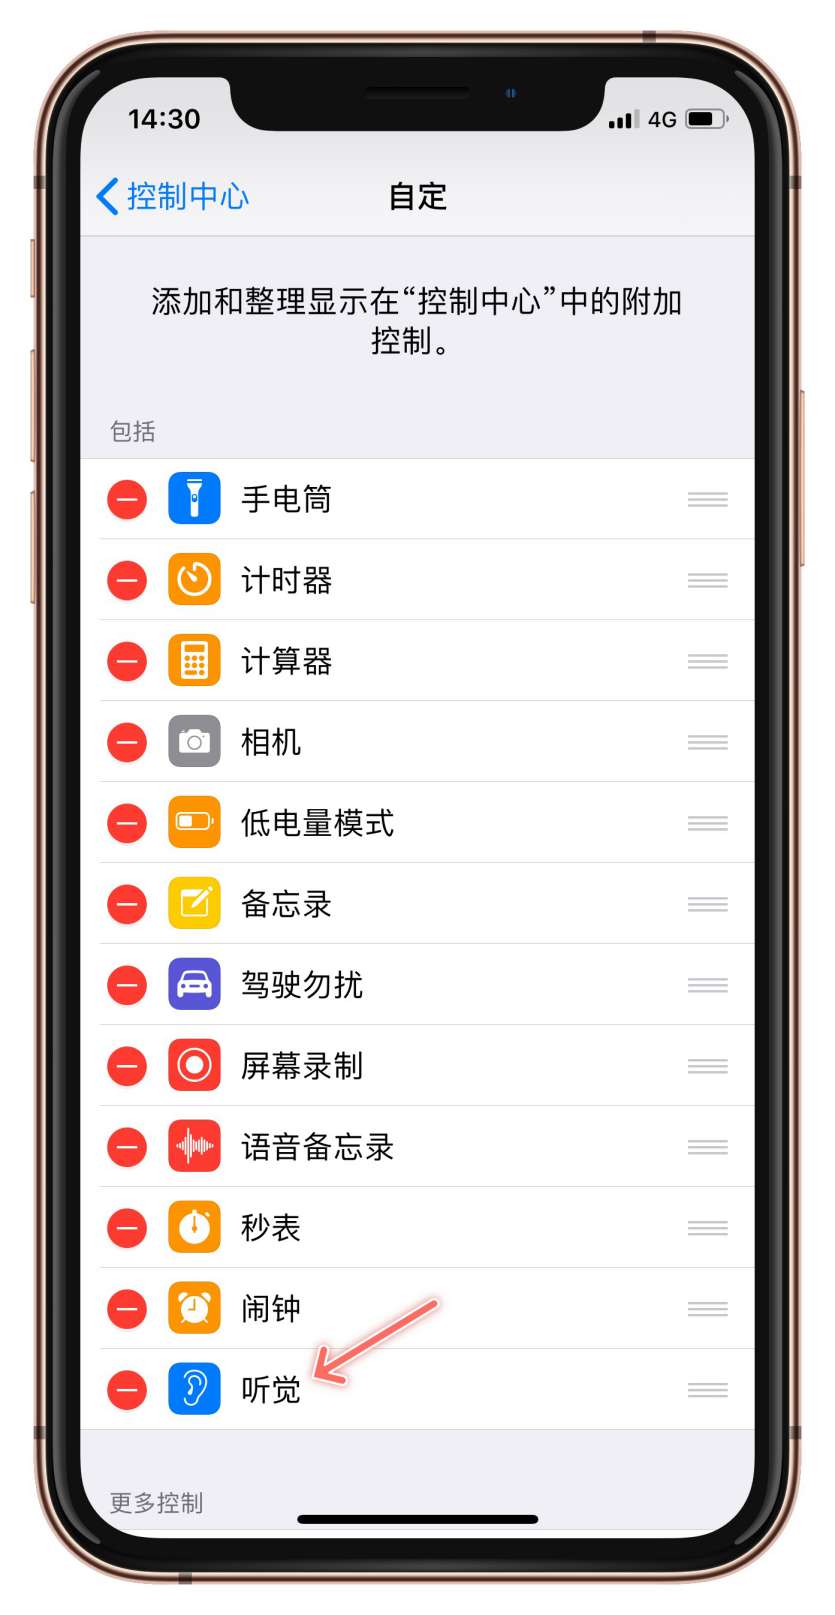 14:30
4G
控制中心
自定
添加和整理显示在“控制中心”中的附加
控制。
包括
手电筒
计时器
计算器
相机
低电量模式
备忘录
驾驶勿扰
屏幕录制
语音备忘录
秒表
闹钟
听觉
更多控制